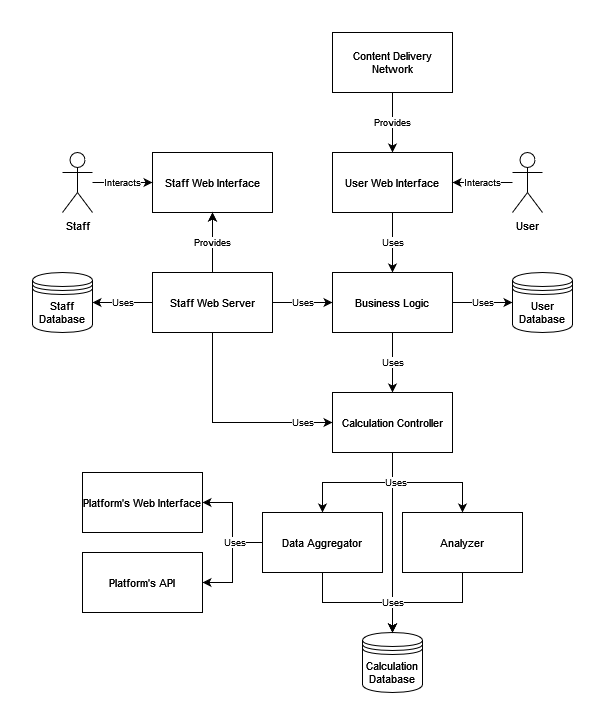 Content Delivery
Network
Provides
Interacts
Staff Web Interface
User Web Interface
Interacts
Staff
User
Provides
Uses
Staff
Database
Uses
Staff Web Server
Uses
Business Logic
Uses
User
Database
Uses
Uses
Calculation Controller
Uses
Platform's Web Interface
Uses
Data Aggregator
Analyzer
Platform's API
Uses
Calculation
Database